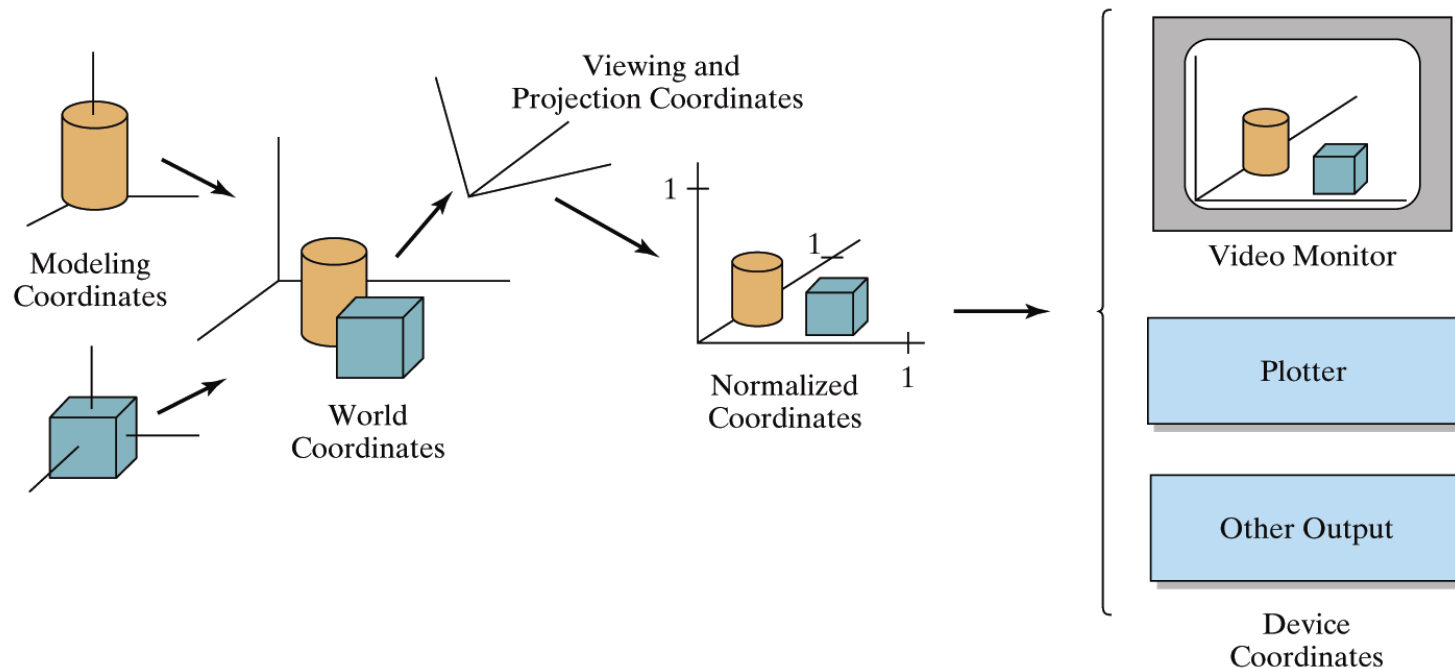 Modeling
Coordinates
World
Coordinates
Viewing and
Projection Coordinates
1
1
1
Normalized
Coordinates
Video Monitor
Plotter
Other Output
Device
Coordinates